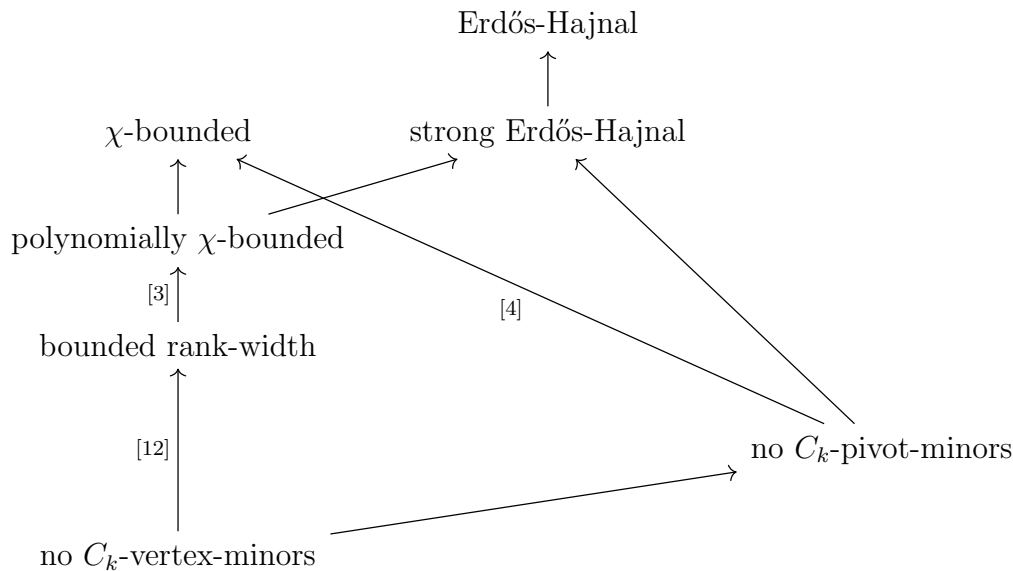 Erdős-Hajnal
χ-bounded
strong Erdős-Hajnal
polynomially χ-bounded
[3]
[4]
bounded rank-width
[12]
no $C_k$-pivot-minors
no $C_k$-vertex-minors